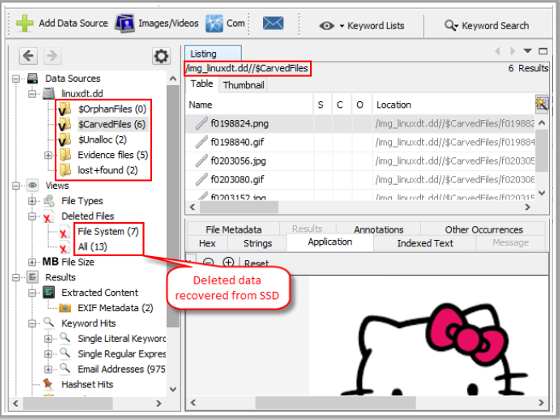 Add Data Source Images/Videos Com Keyword Lists Keyword Search
Data Sources
linuxdt.dd
$OrphanFiles (0)
$CarvedFiles (6)
$Unalloc (2)
Evidence files (5)
lost+found (2)
Views
File Types
Deleted Files
File System (7)
All (13)
MB File Size
Results
Extracted Content
EXIF Metadata (2)
Keyword Hits
Single Literal Keywo
Single Regular Expre
Email Addresses (975
Hashset Hits
Listing
/img_linuxdt.dd//$CarvedFiles 6 Results
Table Thumbnail
Name S C O Location
f0198824.png /img_linuxdt.dd//$CarvedFiles/f019882
f0198840.gif /img_linuxdt.dd//$CarvedFiles/f019884
f0203056.jpg /img_linuxdt.dd//$CarvedFiles/f020305
f0203080.gif /img_linuxdt.dd//$CarvedFiles/f020308
f0203152.jpg /img_linuxdt.dd//$CarvedFiles/f020315
File Metadata Results Annotations Other Occurrences
Hex Strings Application Indexed Text Message
Reset
Deleted data
recovered from SSD